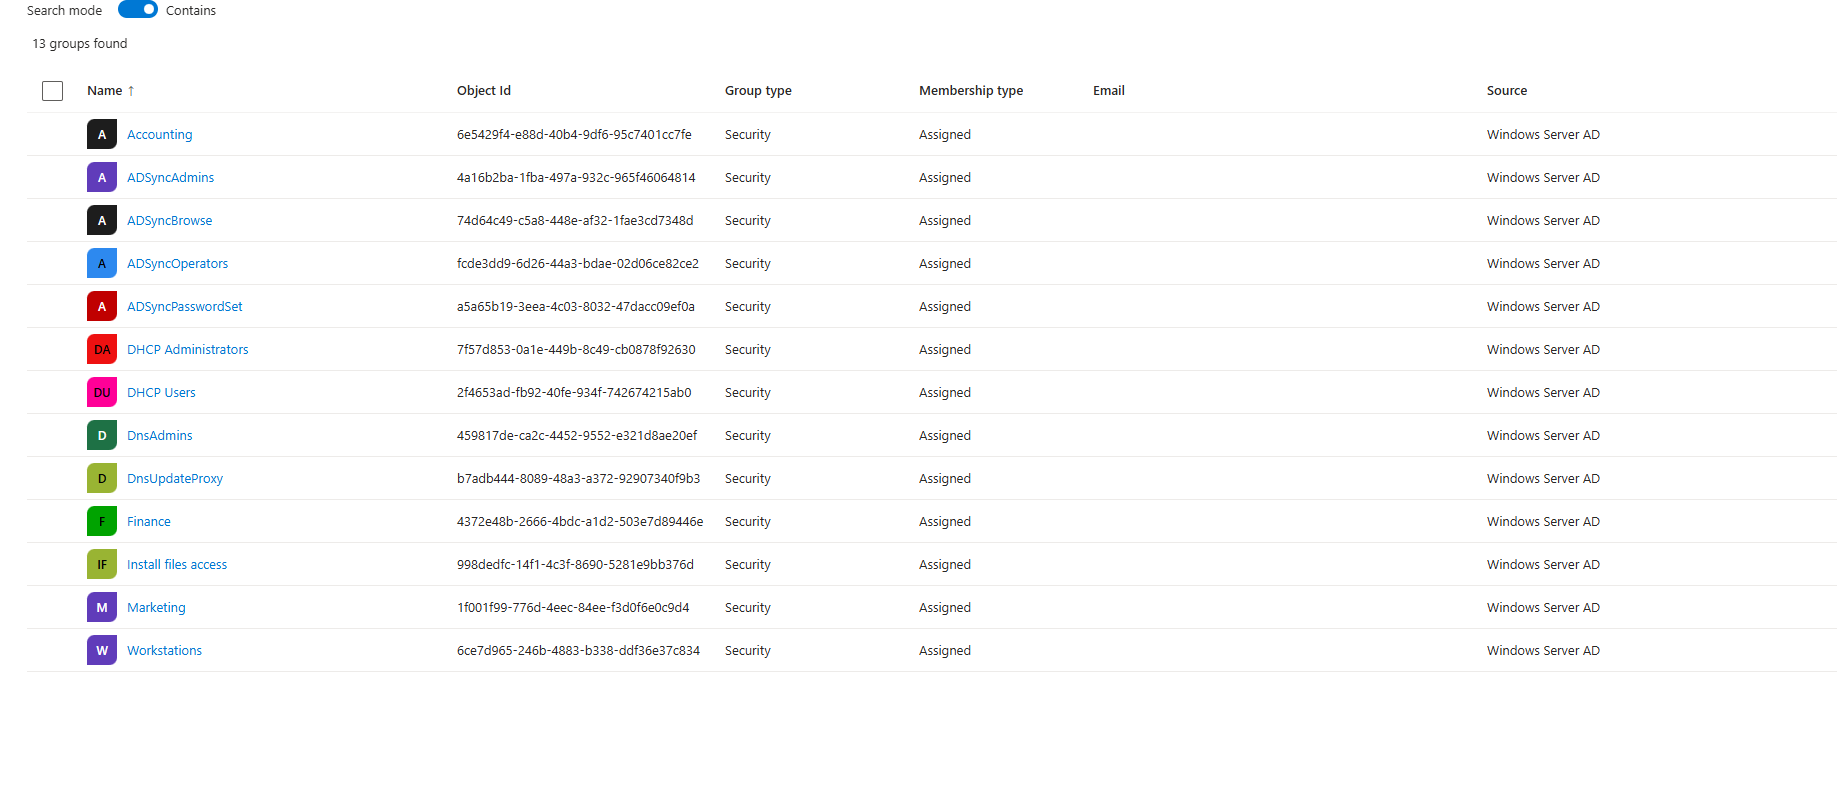 Search mode Contains
13 groups found
Name ↑ Object Id Group type Membership type Email Source
A Accounting 6e5429f4-e88d-40b4-9df6-95c7401cc7fe Security Assigned Windows Server AD
A ADSyncAdmins 4a16b2ba-1fba-497a-932c-965f46064814 Security Assigned Windows Server AD
A ADSyncBrowse 74d64c49-c5a8-448e-af32-1fae3cd7348d Security Assigned Windows Server AD
A ADSyncOperators fcde3dd9-6d26-44a3-bdae-02d06ce82ce2 Security Assigned Windows Server AD
A ADSyncPasswordSet a5a65b19-3eea-4c03-8032-47dacc09ef0a Security Assigned Windows Server AD
DA DHCP Administrators 7f57d853-0a1e-449b-8c49-cb0878f92630 Security Assigned Windows Server AD
DU DHCP Users 2f4653ad-fb92-40fe-934f-742674215ab0 Security Assigned Windows Server AD
D DnsAdmins 459817de-ca2c-4452-9552-e321d8ae20ef Security Assigned Windows Server AD
D DnsUpdateProxy b7adb444-8089-48a3-a372-92907340f9b3 Security Assigned Windows Server AD
F Finance 4372e48b-2666-4bdc-a1d2-503e7d89446e Security Assigned Windows Server AD
IF Install files access 998dedfc-14f1-4c3f-8690-5281e9bb376d Security Assigned Windows Server AD
M Marketing 1f001f99-776d-4eec-84ee-f3d0f6e0c9d4 Security Assigned Windows Server AD
W Workstations 6ce7d965-246b-4883-b338-ddf36e37c834 Security Assigned Windows Server AD